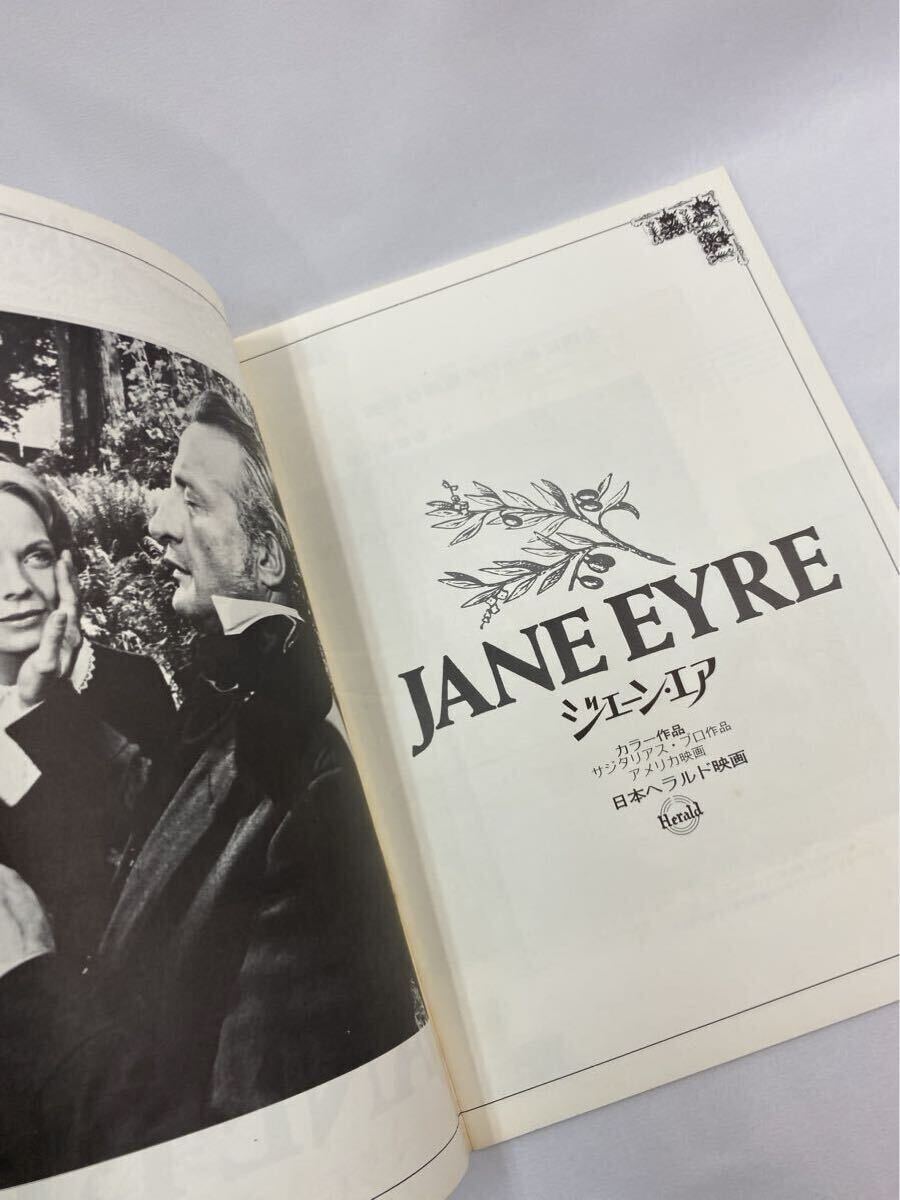 JANE EYRE
ジェーン・エア
カラー作品
サジタリアス・プロ作品
アメリカ映画
日本ヘラルド映画
Herald